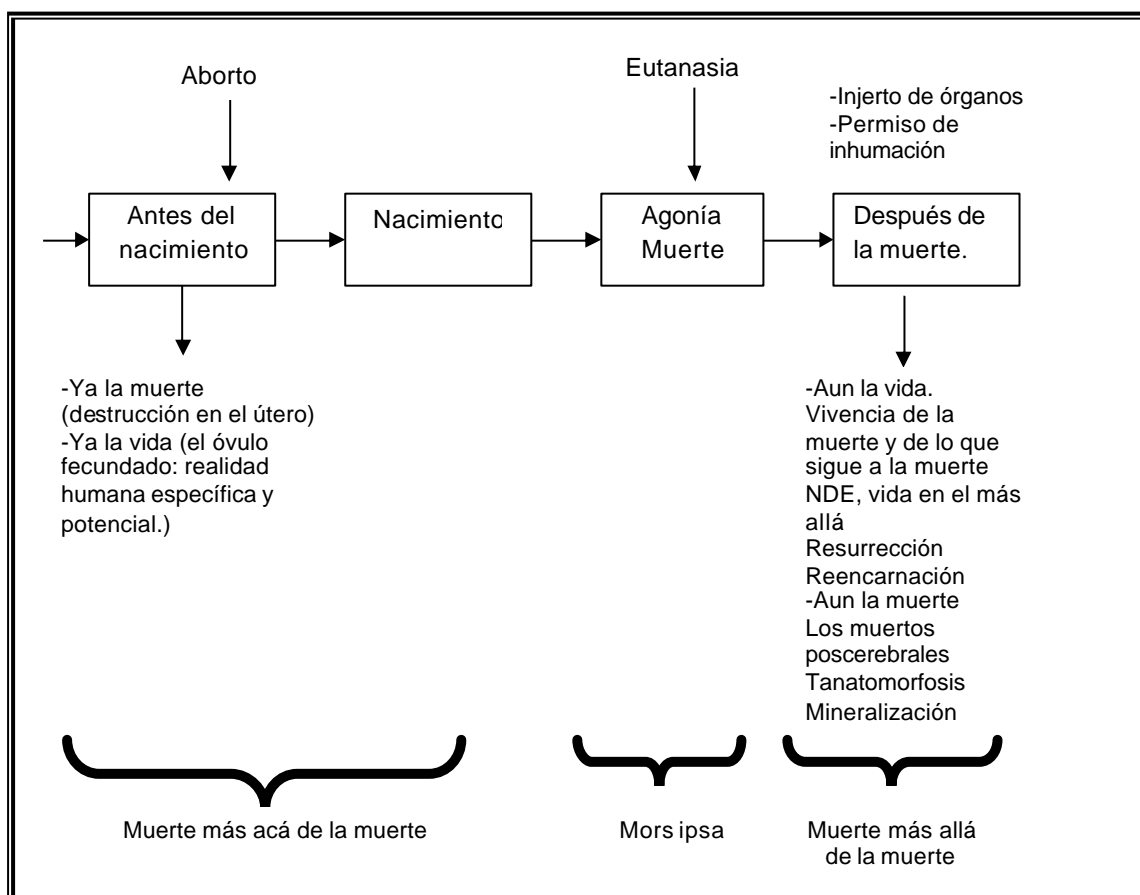 Aborto
Eutanasia
-Injerto de órganos
-Permiso de
inhumación
Antes del
nacimiento
Nacimiento
Agonía
Muerte
Después de
la muerte.
-Ya la muerte
(destrucción en el útero)
-Ya la vida (el óvulo
fecundado: realidad
humana específica y
potencial.)
-Aun la vida.
Vivencia de la
muerte y de lo que
sigue a la muerte
NDE, vida en el más
allá
Resurrección
Reencarnación
-Aun la muerte
Los muertos
poscerebrales
Tanatomorfosis
Mineralización
Muerte más acá de la muerte
Mors ipsa
Muerte más allá
de la muerte